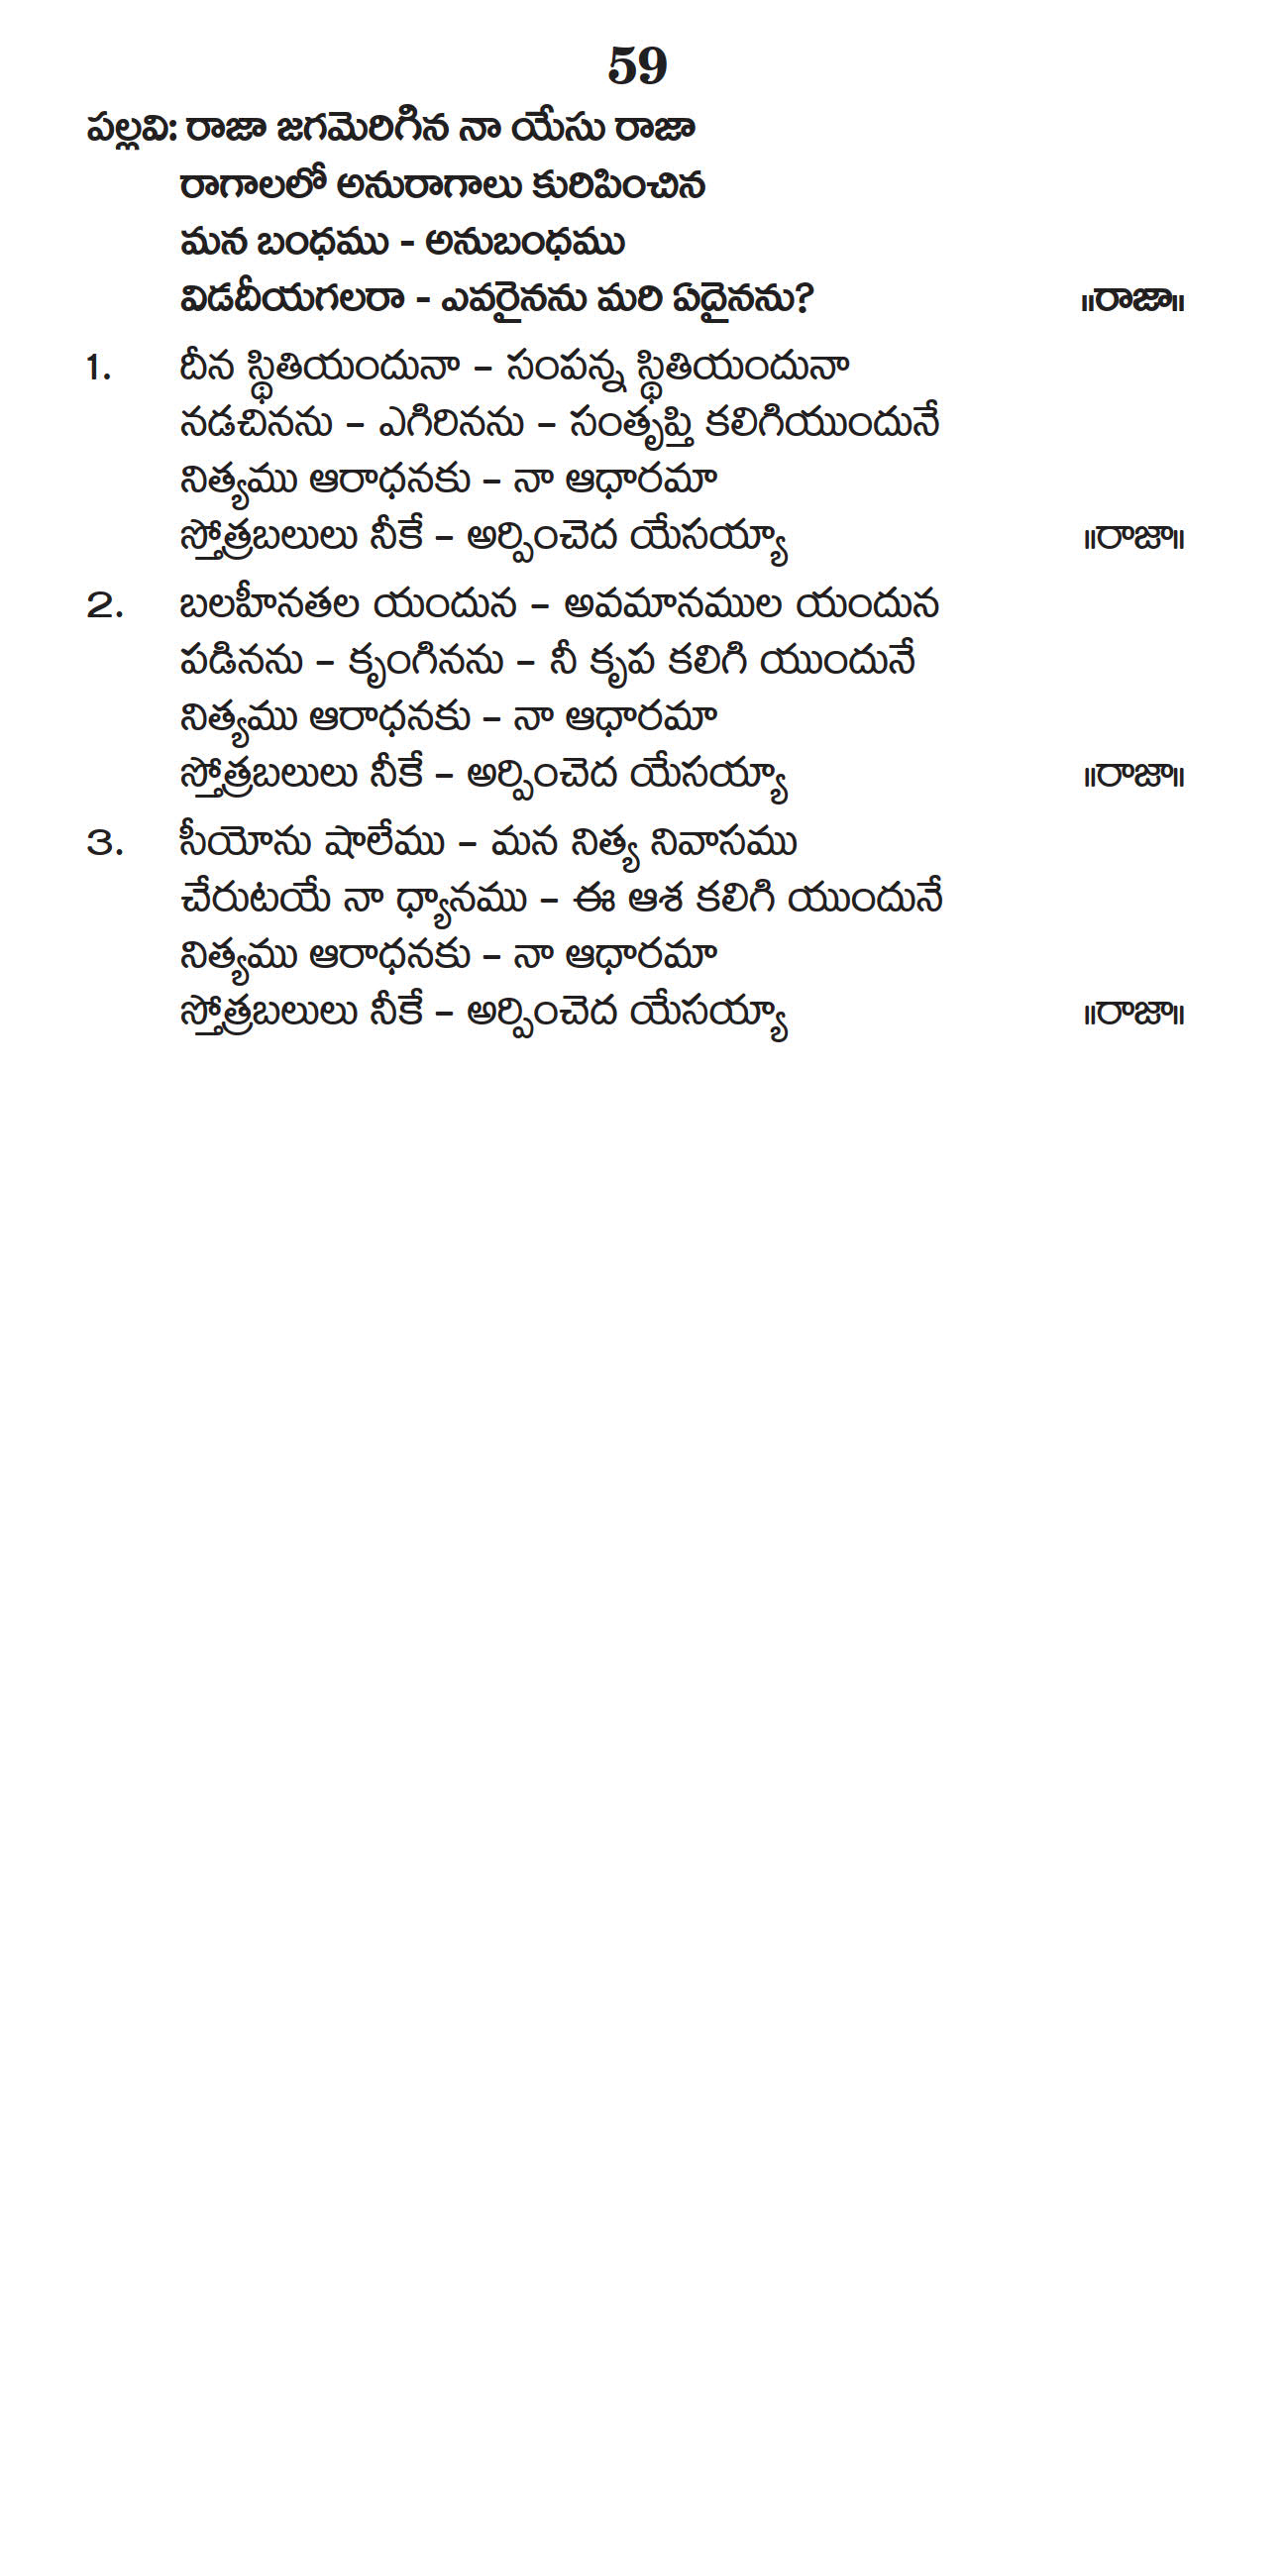 59
పల్లవి: రాజా జగమెరిగిన నా యేసు రాజా
రాగాలలో అనురాగాలు కురిపించిన
మన బంధము - అనుబంధము
విడదీయగలరా - ఎవరైనను మరి ఏదైనను? ॥రాజా॥
1. దీన స్థితియందునా – సంపన్న స్థితియందునా
నడచినను – ఎగిరినను – సంతృప్తి కలిగియుందునే
నిత్యము ఆరాధనకు – నా ఆధారమా
స్తోత్రబలులు నీకే – అర్పించెద యేసయ్యా ॥రాజా॥
2. బలహీనతల యందున – అవమానముల యందున
పడినను – కృంగినను – నీ కృప కలిగి యుందునే
నిత్యము ఆరాధనకు – నా ఆధారమా
స్తోత్రబలులు నీకే – అర్పించెద యేసయ్యా ॥రాజా॥
3. సీయోను షాలేము – మన నిత్య నివాసము
చేరుటయే నా ధ్యానము – ఈ ఆశ కలిగి యుందునే
నిత్యము ఆరాధనకు – నా ఆధారమా
స్తోత్రబలులు నీకే – అర్పించెద యేసయ్యా ॥రాజా॥